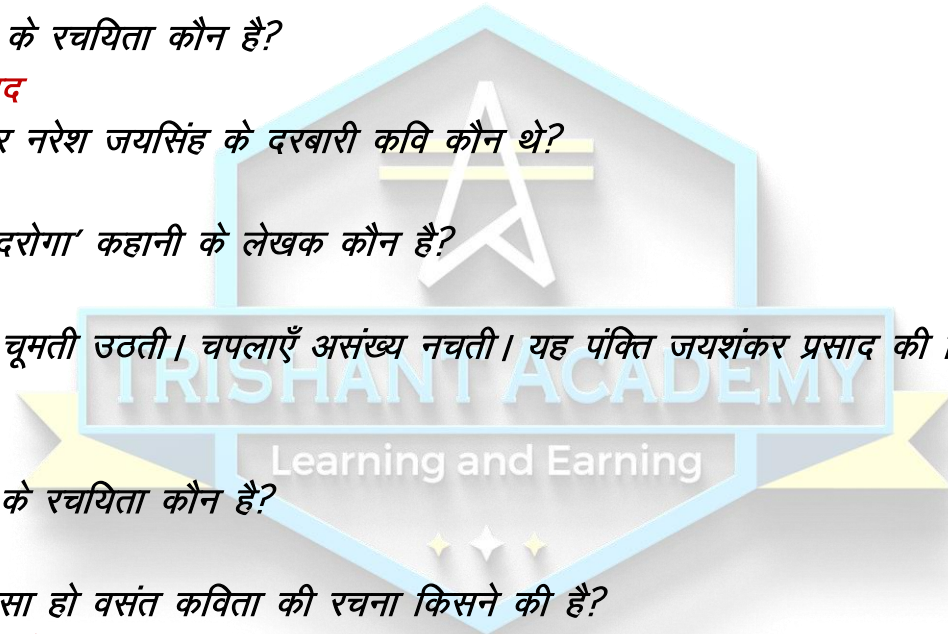 के रचयिता कौन है?
द
नरेश जयसिंह के दरबारी कवि कौन थे?
दरोगा’ कहानी के लेखक कौन है?
चूमती उठती। चपलाएँ असंख्य नचती। यह पंक्ति जयशंकर प्रसाद की
TRISHANT ACADEMY
Learning and Earning
के रचयिता कौन है?
सा हो वसंत कविता की रचना किसने की है?